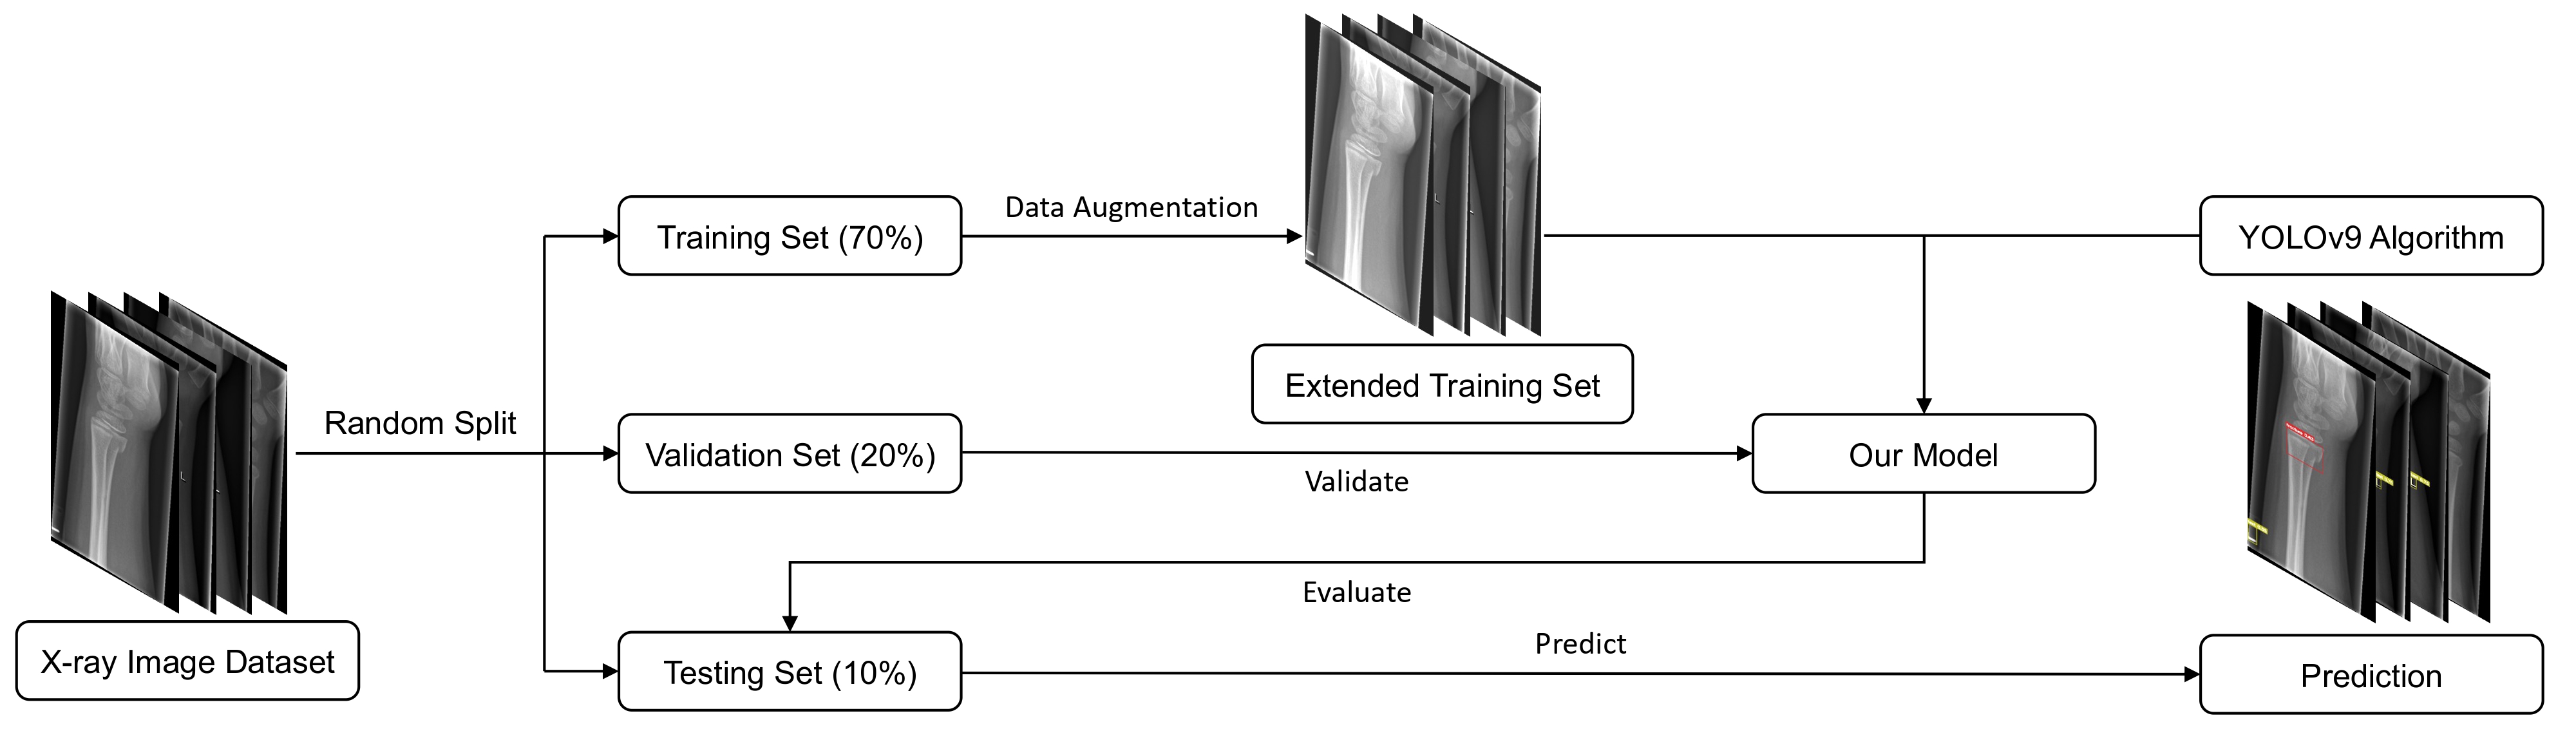 Data Augmentation
Training Set (70%)
YOLOv9 Algorithm
Extended Training Set
Random Split
Validation Set (20%)
Validate
Our Model
Evaluate
X-ray Image Dataset
Testing Set (10%)
Predict
Prediction